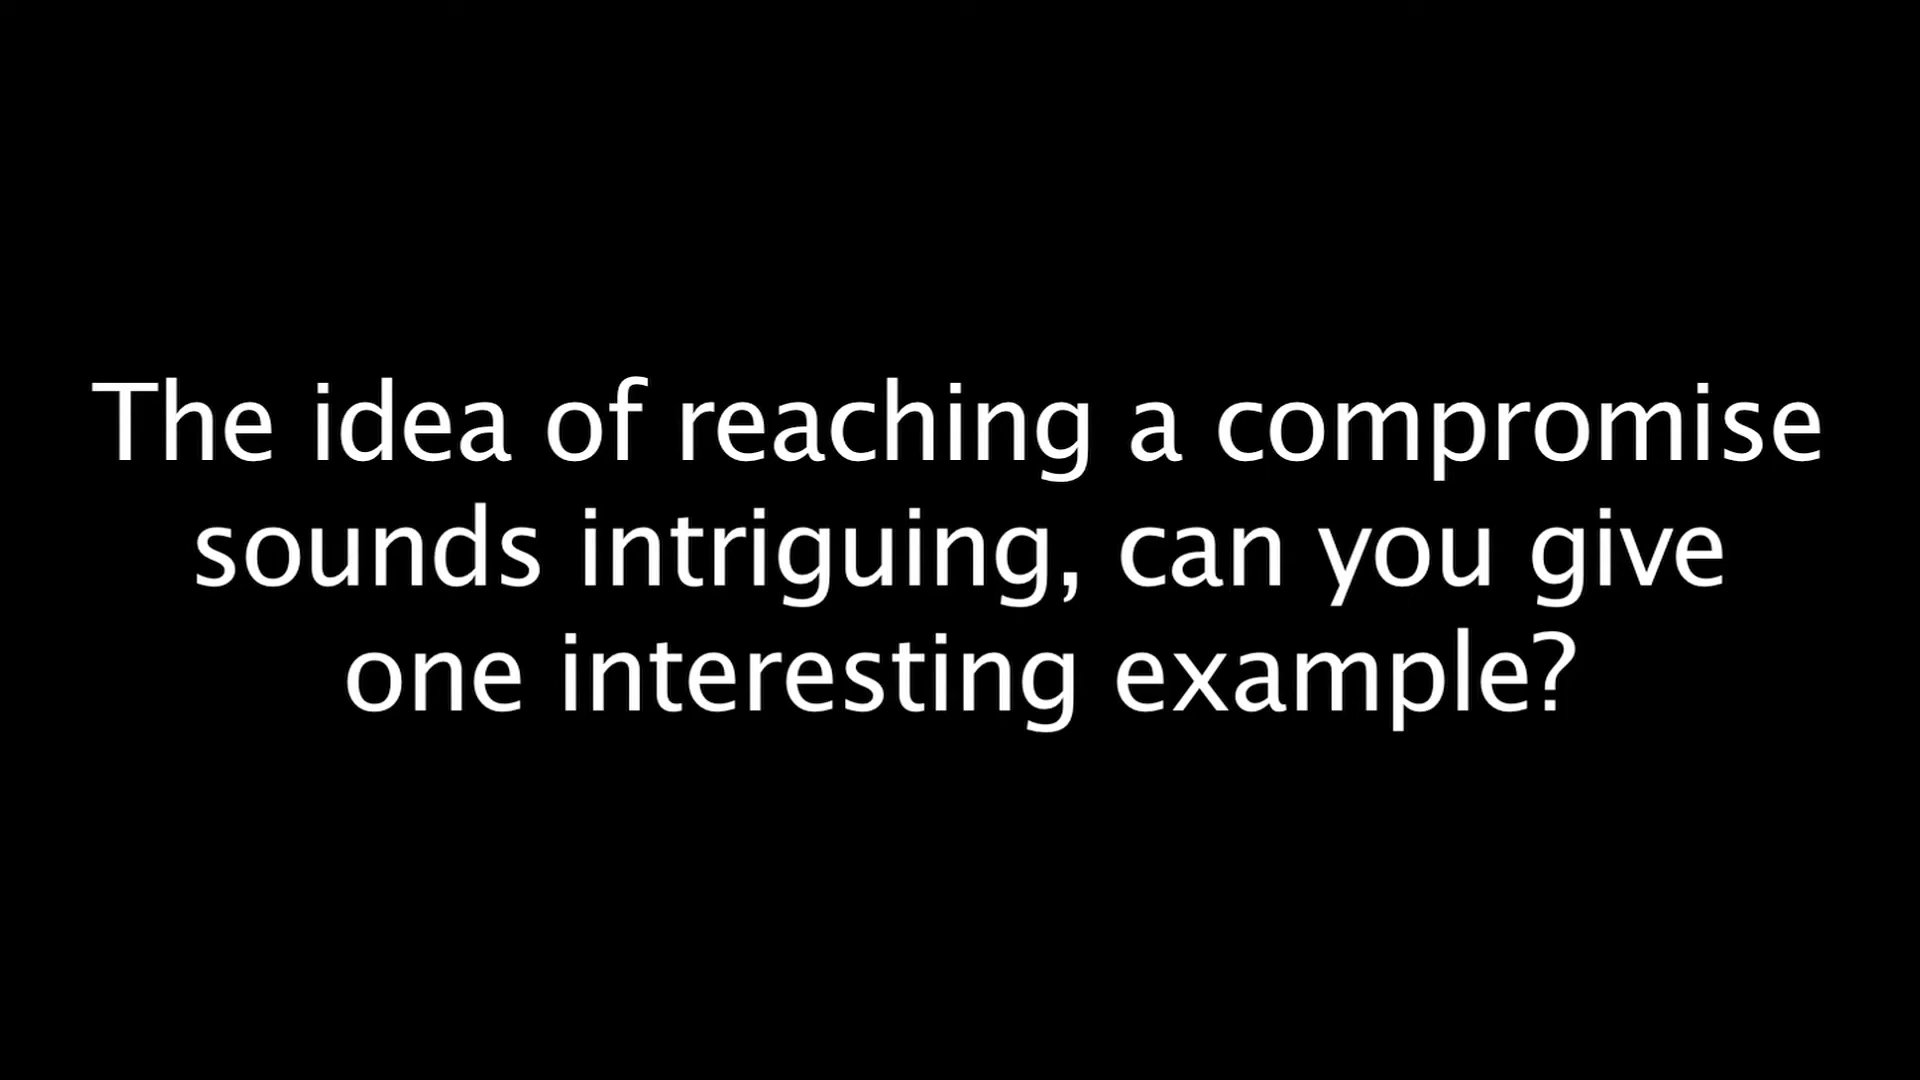 The idea of reaching a compromise
sounds intriguing, can you give
one interesting example?